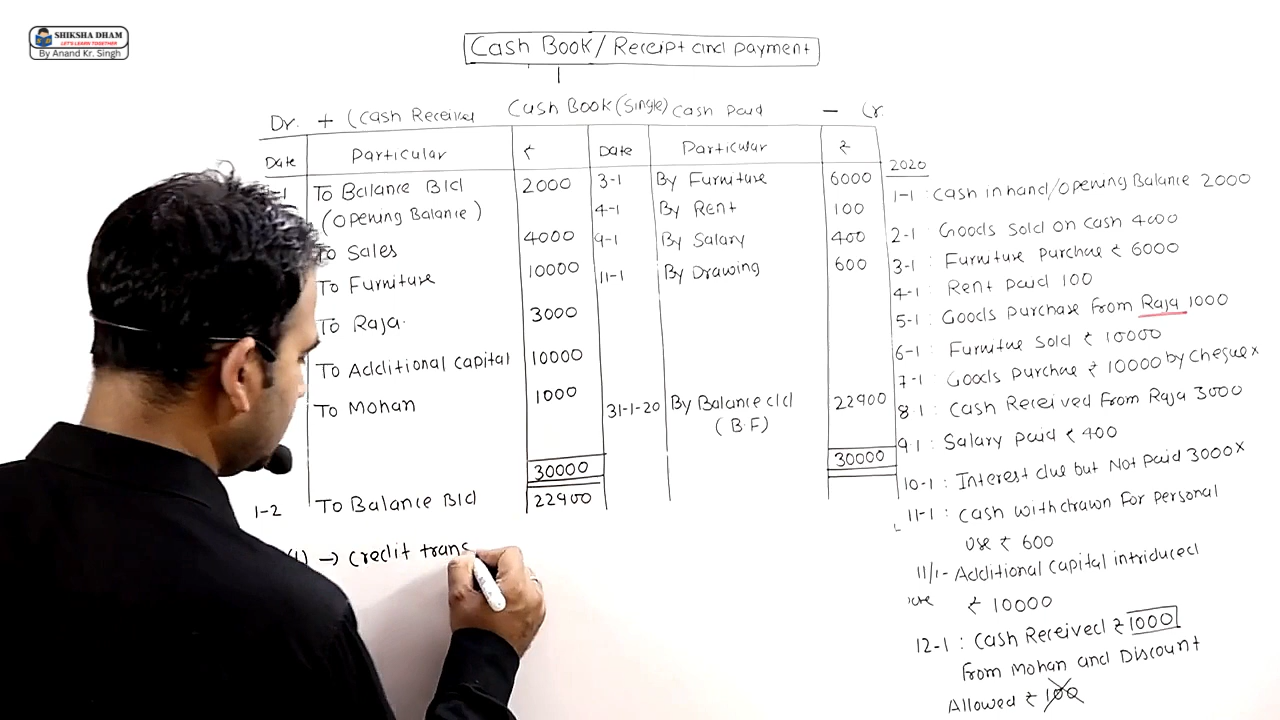 SHIKSHA DHAM
LET'S LEARN TOGETHER
By Anand Kr. Singh
Cash Book/Receipt and payment
Dr. + (Cash Received Cash Book (Single) Cash Paid - Cr.
Date Particular ₹ Date Particular ₹
-1 To Balance B/d 2000 3-1 By Furniture 6000
(Opening Balance) 4-1 By Rent 100
To Sales 4000 9-1 By Salary 400
To Furniture 10000 11-1 By Drawing 600
To Raja. 3000
To Additional Capital 10000
To Mohan 1000 31-1-20 By Balance c/d 22900
(B.F)
30000 30000
1-2 To Balance B/d 22900
→ Credit trans
2020
1-1 : Cash in hand/Opening Balance 2000
2-1 : Goods Sold on cash 4000
3-1 : Furniture Purchae ₹ 6000
4-1 : Rent Paid 100
5-1 : Goods Purchase From Raja 1000
6-1 : Furnitue Sold ₹ 10000
7-1 : Goods Purchae ₹ 10000 by Cheque x
8-1 : Cash Received From Raja 3000
9-1 : Salary Paid ₹ 400
10-1 : Interest due but Not Paid 3000 x
11-1 : Cash withdrawn For Personal
use ₹ 600
11/1- Additional Capital intriduced
₹ 10000
12-1 : Cash Received ₹ 1000
From Mohan and Discount
Allowed ₹ 100